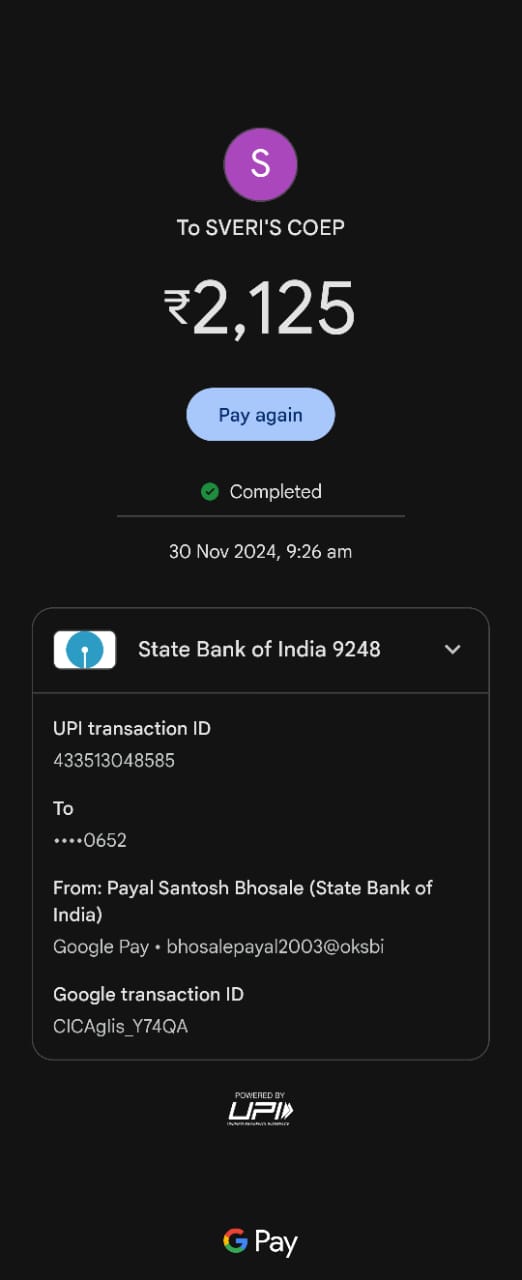 S
To SVERI'S COEP
₹2,125
Pay again
Completed
30 Nov 2024, 9:26 am
State Bank of India 9248
UPI transaction ID
433513048585
To
••••0652
From: Payal Santosh Bhosale (State Bank of
India)
Google Pay • bhosalepayal2003@oksbi
Google transaction ID
CICAglis_Y74QA
POWERED BY
UPI
G Pay